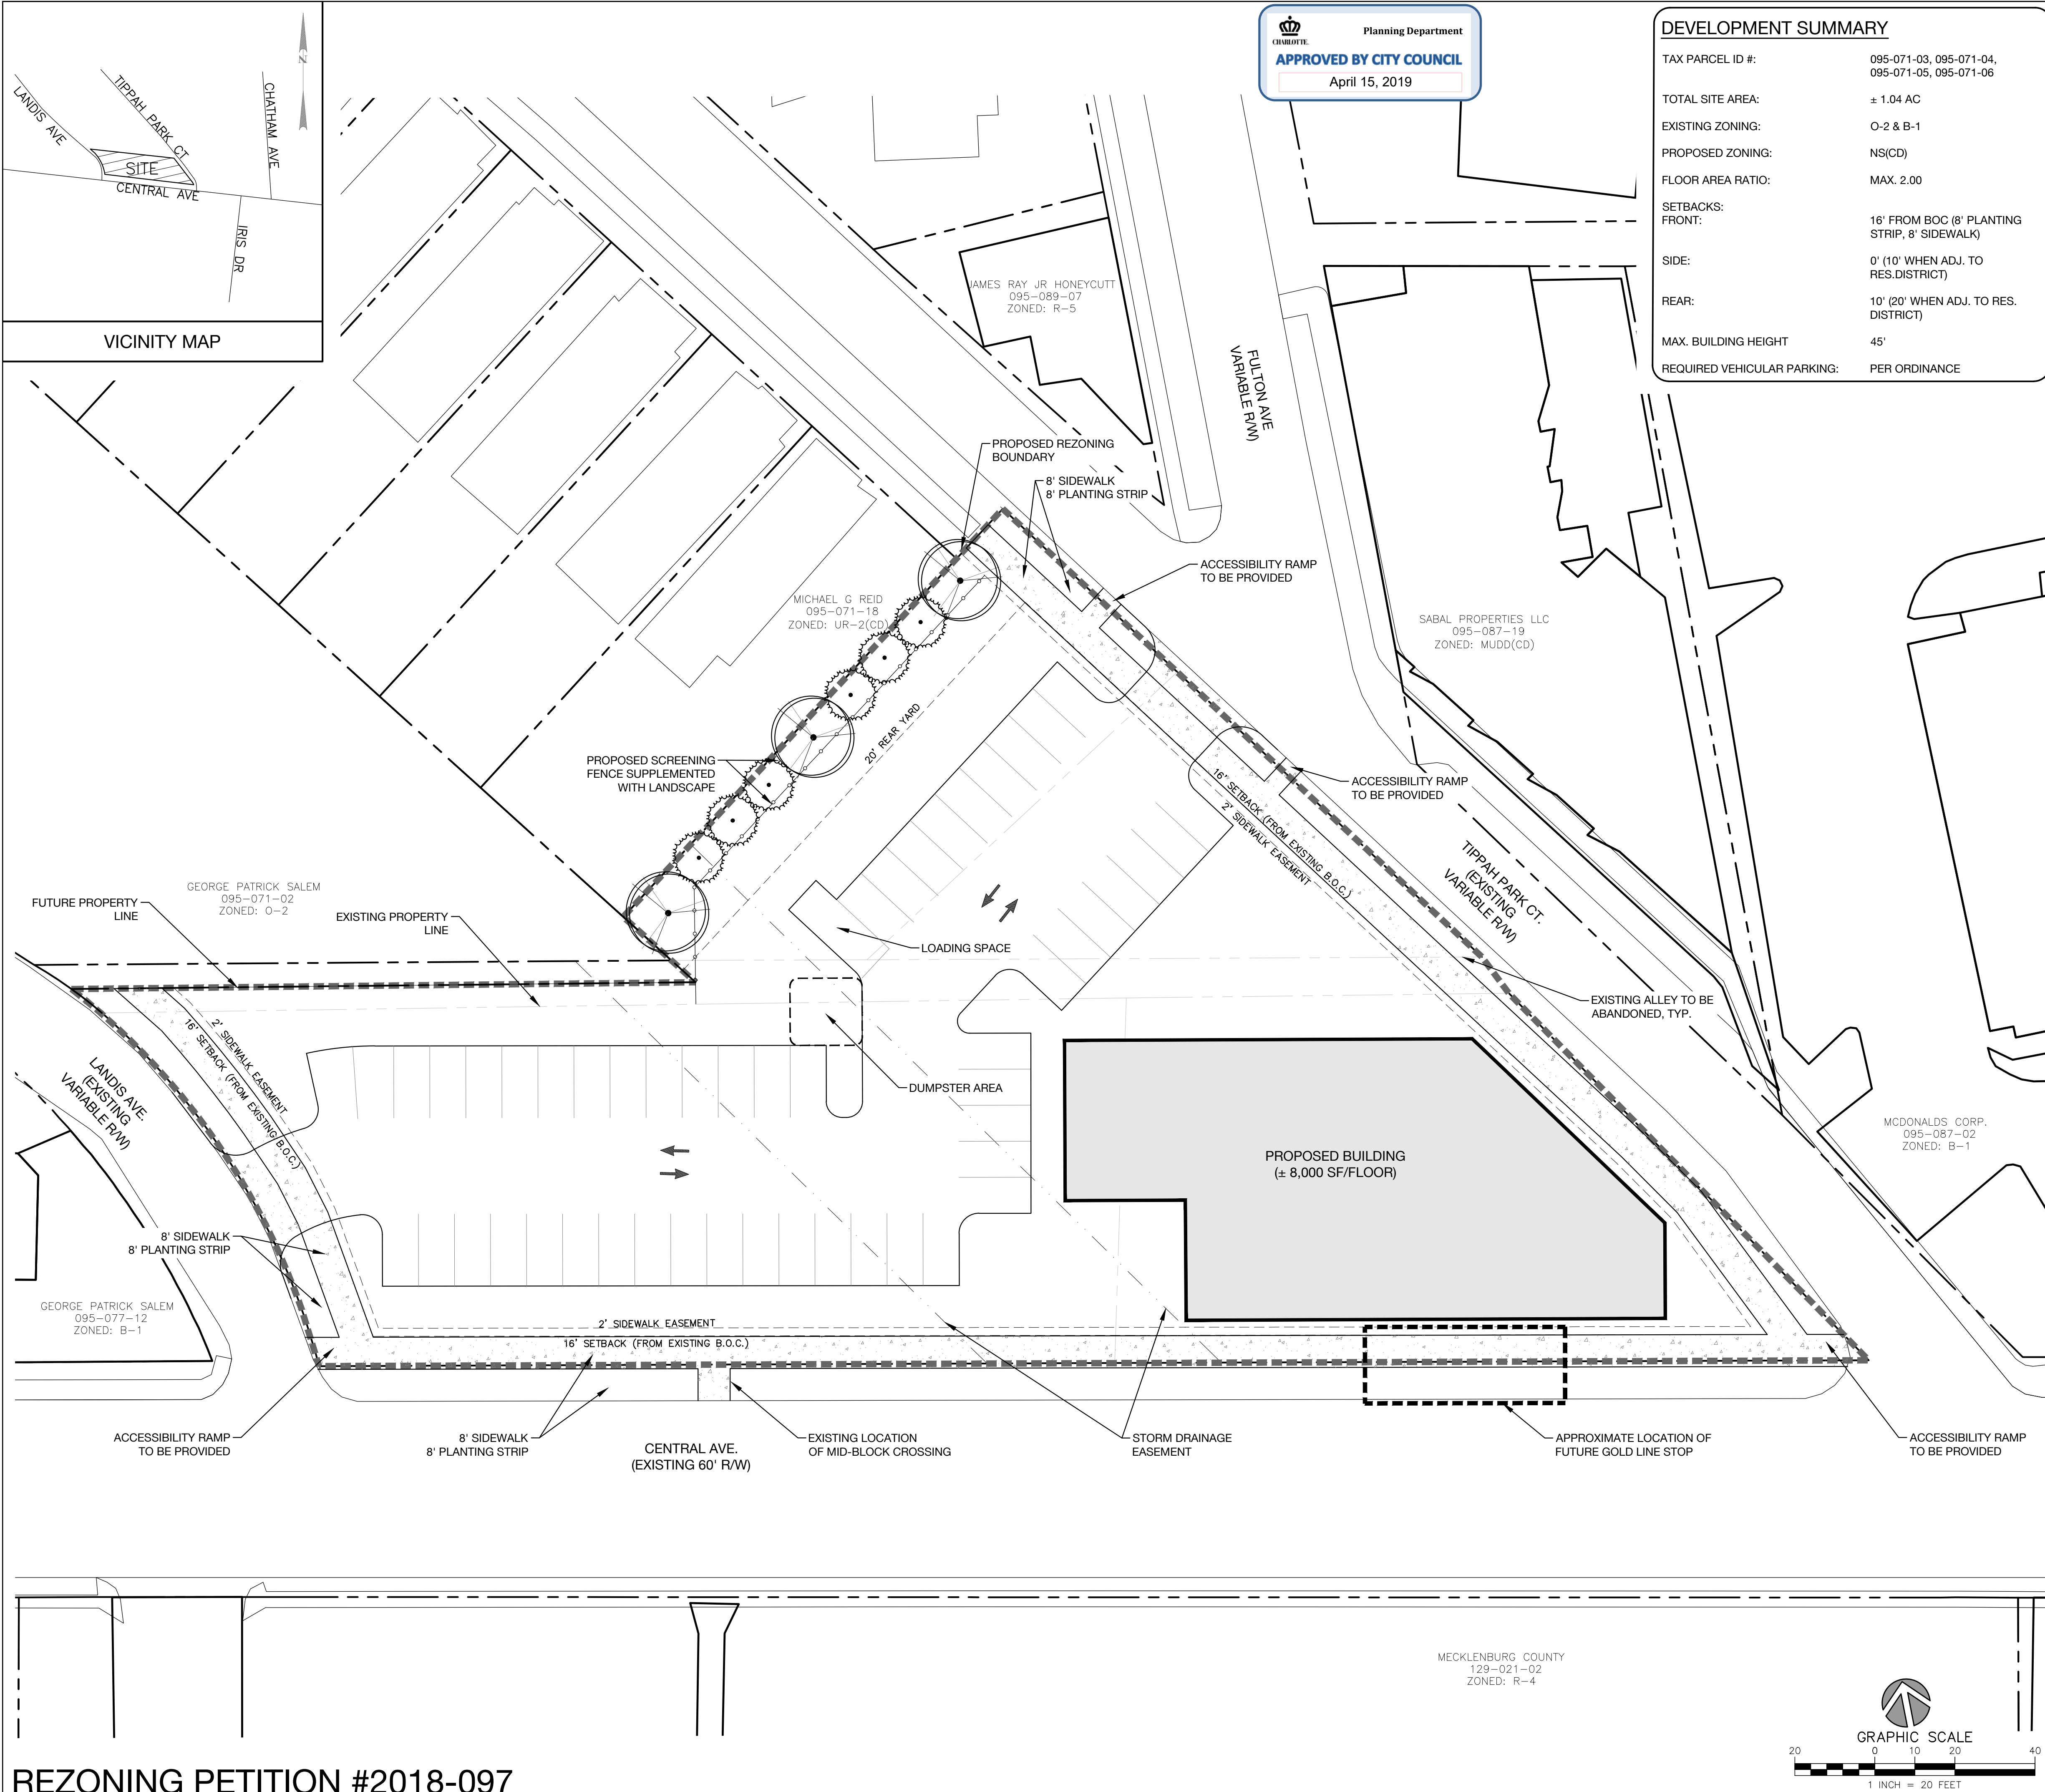 LANDIS AVE
TIPPAH PARK CT
CHATHAM AVE
N
SITE
CENTRAL AVE
IRIS DR
VICINITY MAP
CHARLOTTE.
Planning Department
APPROVED BY CITY COUNCIL
April 15, 2019
DEVELOPMENT SUMMARY
TAX PARCEL ID #: 095-071-03, 095-071-04,
095-071-05, 095-071-06
TOTAL SITE AREA: ± 1.04 AC
EXISTING ZONING: O-2 & B-1
PROPOSED ZONING: NS(CD)
FLOOR AREA RATIO: MAX. 2.00
SETBACKS:
FRONT: 16' FROM BOC (8' PLANTING
STRIP, 8' SIDEWALK)
SIDE: 0' (10' WHEN ADJ. TO
RES.DISTRICT)
REAR: 10' (20' WHEN ADJ. TO RES.
DISTRICT)
MAX. BUILDING HEIGHT 45'
REQUIRED VEHICULAR PARKING: PER ORDINANCE
JAMES RAY JR HONEYCUTT
095-089-07
ZONED: R-5
FULTON AVE
VARIABLE R/W)
PROPOSED REZONING
BOUNDARY
8' SIDEWALK
8' PLANTING STRIP
ACCESSIBILITY RAMP
TO BE PROVIDED
MICHAEL G REID
095-071-18
ZONED: UR-2(CD)
SABAL PROPERTIES LLC
095-087-19
ZONED: MUDD(CD)
20' REAR YARD
PROPOSED SCREENING
FENCE SUPPLEMENTED
WITH LANDSCAPE
ACCESSIBILITY RAMP
TO BE PROVIDED
16' SETBACK (FROM EXISTING B.O.C.)
2' SIDEWALK EASEMENT
TIPPAH PARK CT.
(EXISTING
VARIABLE R/W)
GEORGE PATRICK SALEM
095-071-02
ZONED: O-2
FUTURE PROPERTY
LINE
EXISTING PROPERTY
LINE
LOADING SPACE
EXISTING ALLEY TO BE
ABANDONED, TYP.
2' SIDEWALK EASEMENT
16' SETBACK (FROM EXISTING B.O.C.)
LANDIS AVE.
(EXISTING
VARIABLE R/W)
DUMPSTER AREA
MCDONALDS CORP.
095-087-02
ZONED: B-1
PROPOSED BUILDING
(± 8,000 SF/FLOOR)
8' SIDEWALK
8' PLANTING STRIP
GEORGE PATRICK SALEM
095-077-12
ZONED: B-1
2' SIDEWALK EASEMENT
16' SETBACK (FROM EXISTING B.O.C.)
ACCESSIBILITY RAMP
TO BE PROVIDED
8' SIDEWALK
8' PLANTING STRIP
CENTRAL AVE.
(EXISTING 60' R/W)
EXISTING LOCATION
OF MID-BLOCK CROSSING
STORM DRAINAGE
EASEMENT
APPROXIMATE LOCATION OF
FUTURE GOLD LINE STOP
ACCESSIBILITY RAMP
TO BE PROVIDED
MECKLENBURG COUNTY
129-021-02
ZONED: R-4
GRAPHIC SCALE
20 0 10 20 40
1 INCH = 20 FEET
REZONING PETITION #2018-097